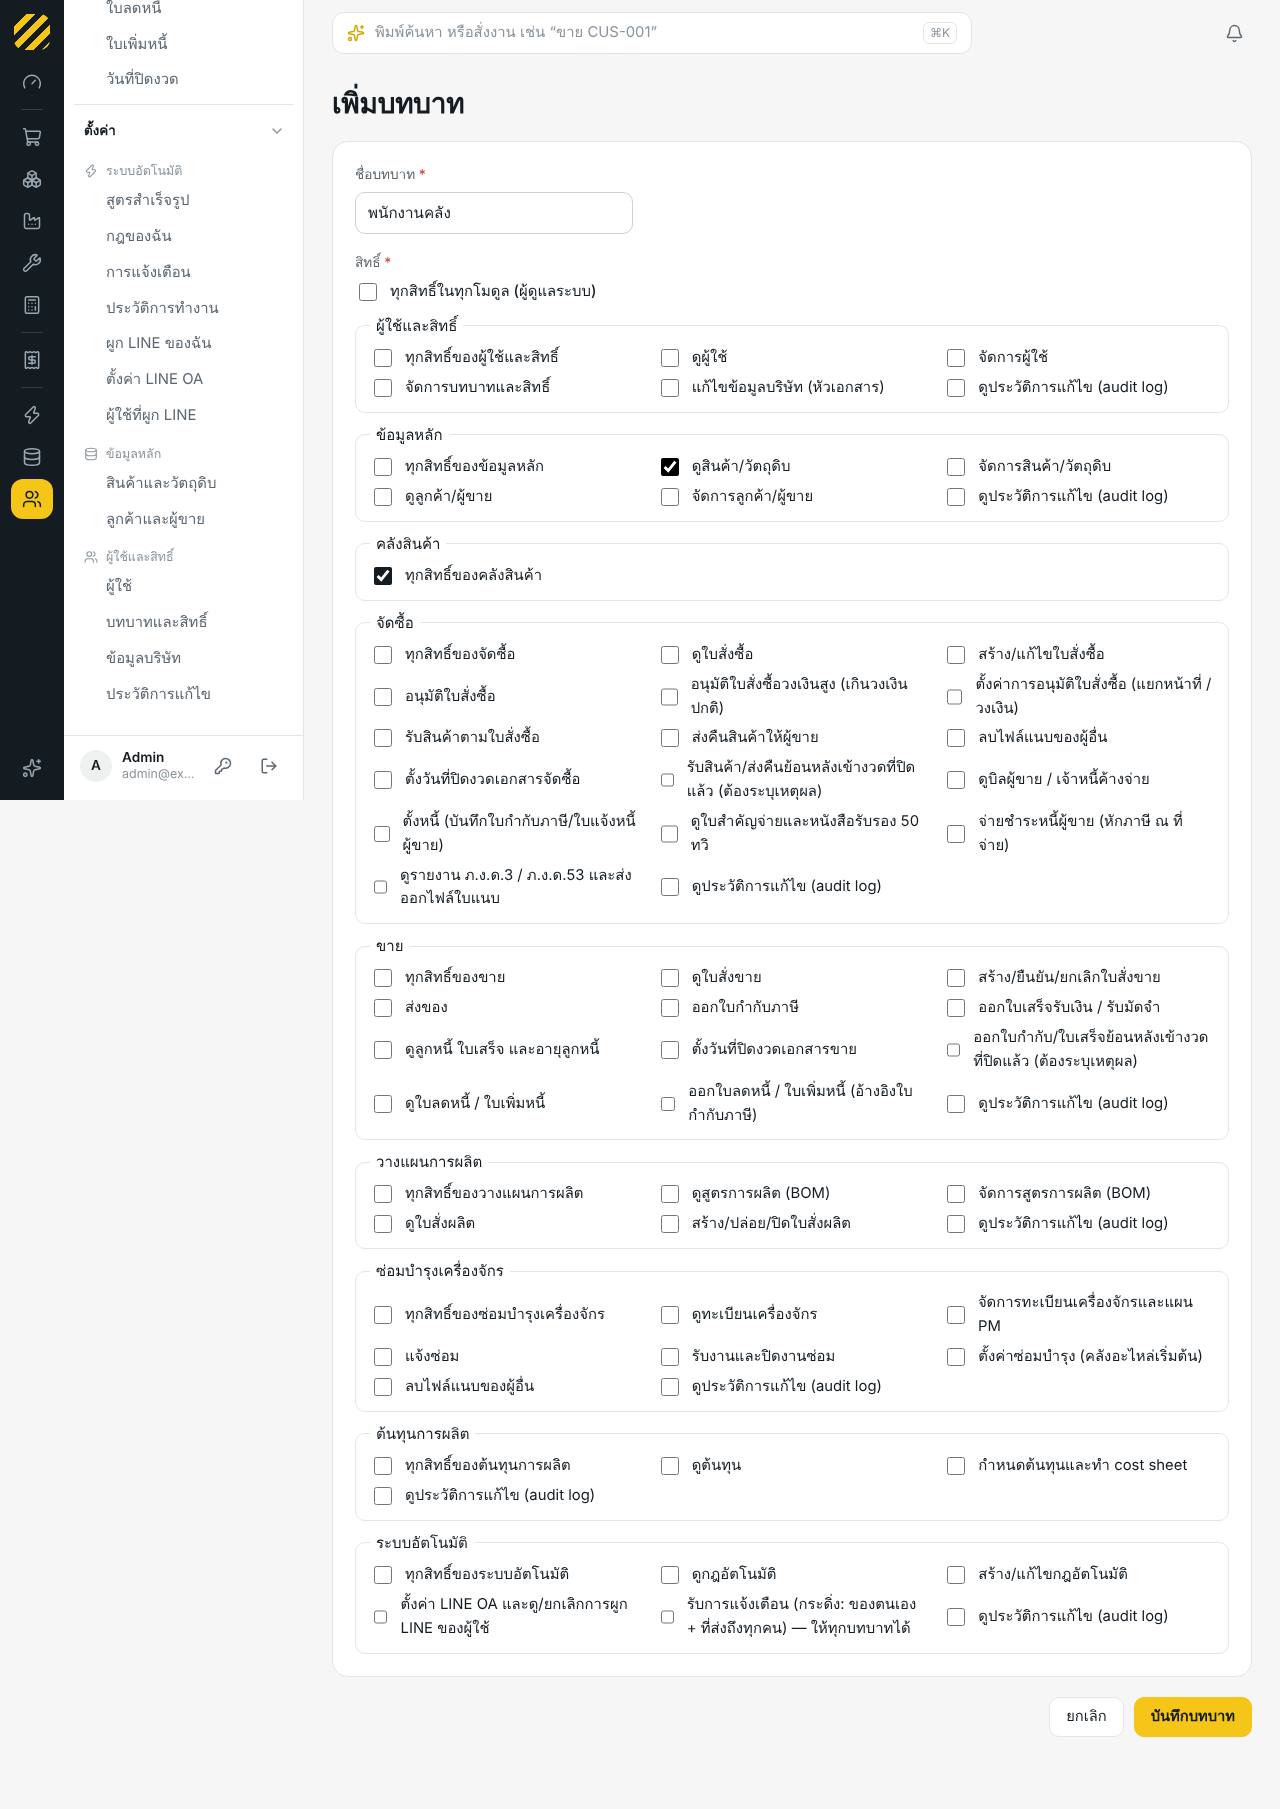 ใบลดหนี้
ใบเพิ่มหนี้
วันที่ปิดงวด
ตั้งค่า
ระบบอัตโนมัติ
สูตรสำเร็จรูป
กฎของฉัน
การแจ้งเตือน
ประวัติการทำงาน
ผูก LINE ของฉัน
ตั้งค่า LINE OA
ผู้ใช้ที่ผูก LINE
ข้อมูลหลัก
สินค้าและวัตถุดิบ
ลูกค้าและผู้ขาย
ผู้ใช้และสิทธิ์
ผู้ใช้
บทบาทและสิทธิ์
ข้อมูลบริษัท
ประวัติการแก้ไข
A
Admin
admin@ex...
พิมพ์ค้นหา หรือสั่งงาน เช่น “ขาย CUS-001”
⌘K
เพิ่มบทบาท
ชื่อบทบาท *
พนักงานคลัง
สิทธิ์ *
ทุกสิทธิ์ในทุกโมดูล (ผู้ดูแลระบบ)
ผู้ใช้และสิทธิ์
ทุกสิทธิ์ของผู้ใช้และสิทธิ์
ดูผู้ใช้
จัดการผู้ใช้
จัดการบทบาทและสิทธิ์
แก้ไขข้อมูลบริษัท (หัวเอกสาร)
ดูประวัติการแก้ไข (audit log)
ข้อมูลหลัก
ทุกสิทธิ์ของข้อมูลหลัก
ดูสินค้า/วัตถุดิบ
จัดการสินค้า/วัตถุดิบ
ดูลูกค้า/ผู้ขาย
จัดการลูกค้า/ผู้ขาย
ดูประวัติการแก้ไข (audit log)
คลังสินค้า
ทุกสิทธิ์ของคลังสินค้า
จัดซื้อ
ทุกสิทธิ์ของจัดซื้อ
ดูใบสั่งซื้อ
สร้าง/แก้ไขใบสั่งซื้อ
อนุมัติใบสั่งซื้อ
อนุมัติใบสั่งซื้อวงเงินสูง (เกินวงเงิน
ปกติ)
ตั้งค่าการอนุมัติใบสั่งซื้อ (แยกหน้าที่ /
วงเงิน)
รับสินค้าตามใบสั่งซื้อ
ส่งคืนสินค้าให้ผู้ขาย
ลบไฟล์แนบของผู้อื่น
ตั้งวันที่ปิดงวดเอกสารจัดซื้อ
รับสินค้า/ส่งคืนย้อนหลังเข้างวดที่ปิด
แล้ว (ต้องระบุเหตุผล)
ดูบิลผู้ขาย / เจ้าหนี้ค้างจ่าย
ตั้งหนี้ (บันทึกใบกำกับภาษี/ใบแจ้งหนี้
ผู้ขาย)
ดูใบสำคัญจ่ายและหนังสือรับรอง 50
ทวิ
จ่ายชำระหนี้ผู้ขาย (หักภาษี ณ ที่
จ่าย)
ดูรายงาน ภ.ง.ด.3 / ภ.ง.ด.53 และส่ง
ออกไฟล์ใบแนบ
ดูประวัติการแก้ไข (audit log)
ขาย
ทุกสิทธิ์ของขาย
ดูใบสั่งขาย
สร้าง/ยืนยัน/ยกเลิกใบสั่งขาย
ส่งของ
ออกใบกำกับภาษี
ออกใบเสร็จรับเงิน / รับมัดจำ
ดูลูกหนี้ ใบเสร็จ และอายุลูกหนี้
ตั้งวันที่ปิดงวดเอกสารขาย
ออกใบกำกับ/ใบเสร็จย้อนหลังเข้างวด
ที่ปิดแล้ว (ต้องระบุเหตุผล)
ดูใบลดหนี้ / ใบเพิ่มหนี้
ออกใบลดหนี้ / ใบเพิ่มหนี้ (อ้างอิงใบ
กำกับภาษี)
ดูประวัติการแก้ไข (audit log)
วางแผนการผลิต
ทุกสิทธิ์ของวางแผนการผลิต
ดูสูตรการผลิต (BOM)
จัดการสูตรการผลิต (BOM)
ดูใบสั่งผลิต
สร้าง/ปล่อย/ปิดใบสั่งผลิต
ดูประวัติการแก้ไข (audit log)
ซ่อมบำรุงเครื่องจักร
ทุกสิทธิ์ของซ่อมบำรุงเครื่องจักร
ดูทะเบียนเครื่องจักร
จัดการทะเบียนเครื่องจักรและแผน
PM
แจ้งซ่อม
รับงานและปิดงานซ่อม
ตั้งค่าซ่อมบำรุง (คลังอะไหล่เริ่มต้น)
ลบไฟล์แนบของผู้อื่น
ดูประวัติการแก้ไข (audit log)
ต้นทุนการผลิต
ทุกสิทธิ์ของต้นทุนการผลิต
ดูต้นทุน
กำหนดต้นทุนและทำ cost sheet
ดูประวัติการแก้ไข (audit log)
ระบบอัตโนมัติ
ทุกสิทธิ์ของระบบอัตโนมัติ
ดูกฎอัตโนมัติ
สร้าง/แก้ไขกฎอัตโนมัติ
ตั้งค่า LINE OA และดู/ยกเลิกการผูก
LINE ของผู้ใช้
รับการแจ้งเตือน (กระดิ่ง: ของตนเอง
+ ที่ส่งถึงทุกคน) — ให้ทุกบทบาทได้
ดูประวัติการแก้ไข (audit log)
ยกเลิก
บันทึกบทบาท